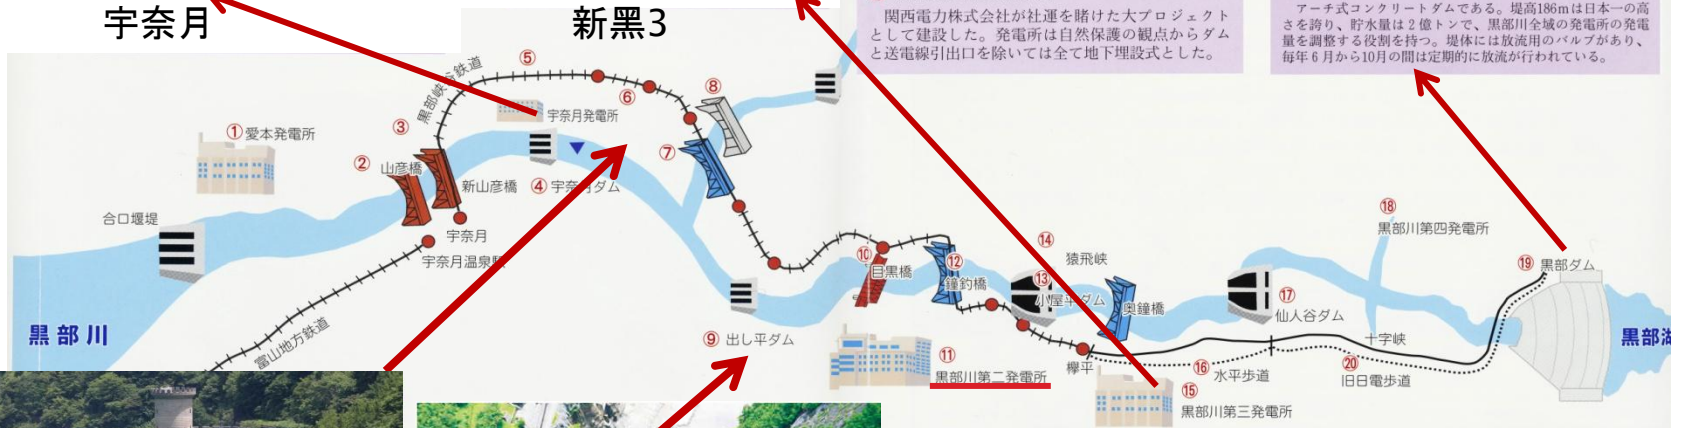 宇奈月
新黒3
関西電力株式会社が社運を賭けた大プロジェクト
として建設した。発電所は自然保護の観点からダム
と送電線引出口を除いては全て地下埋設式とした。
アーチ式コンクリートダムである。堤高186mは日本一の高
さを誇り、貯水量は2億トンで、黒部川全域の発電所の発電
量を調整する役割を持つ。堤体には放流用のバルブがあり、
毎年6月から10月の間は定期的に放流が行われている。
黒部峡谷鉄道
⑤
⑥
⑧
宇奈月発電所
①愛本発電所
③
②
山彦橋
新山彦橋
④宇奈月ダム
⑦
合口堰堤
宇奈月
宇奈月温泉駅
黒部川
富山地方鉄道
⑨出し平ダム
⑩
目黒橋
⑪
黒部川第二発電所
⑫
鐘釣橋
⑭
猿飛峡
⑬
小屋平ダム
奥鐘橋
欅平
⑮
黒部川第三発電所
⑯水平歩道
⑰
仙人谷ダム
⑱
黒部川第四発電所
十字峡
⑳
旧日電歩道
⑲黒部ダム
黒部湖